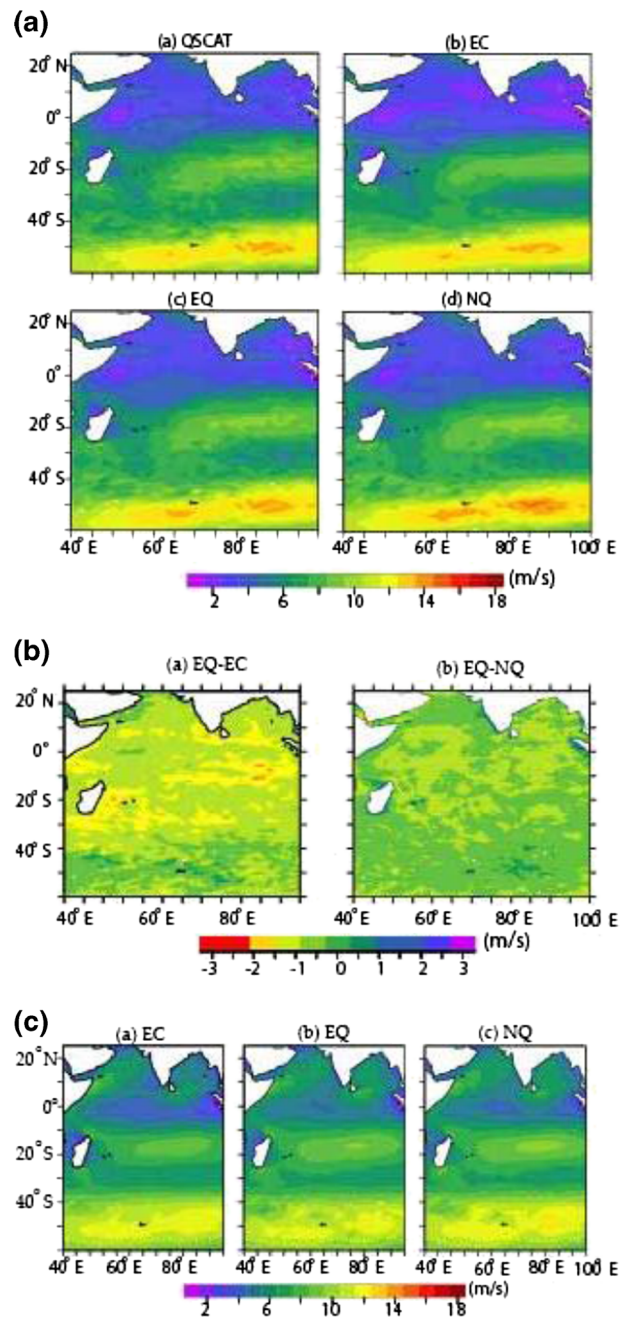 (a)
(a) QSCAT (b) EC
20° N
0°
20° S
40° S
(c) EQ (d) NQ
20° N
0°
20° S
40° S
40° E 60° E 80° E 40° E 60° E 80° E 100° E
2 6 10 14 18 (m/s)
(b)
(a) EQ-EC (b) EQ-NQ
20° N
0°
20° S
40° S
40° E 60° E 80° E 40° E 60° E 80° E 100° E
-3 -2 -1 0 1 2 3 (m/s)
(c)
(a) EC (b) EQ (c) NQ
20° N
0°
20° S
40° S
40° E 60° E 80° E 40° E 60° E 80° E 40° E 60° E 80° E 100° E
2 6 10 14 18 (m/s)